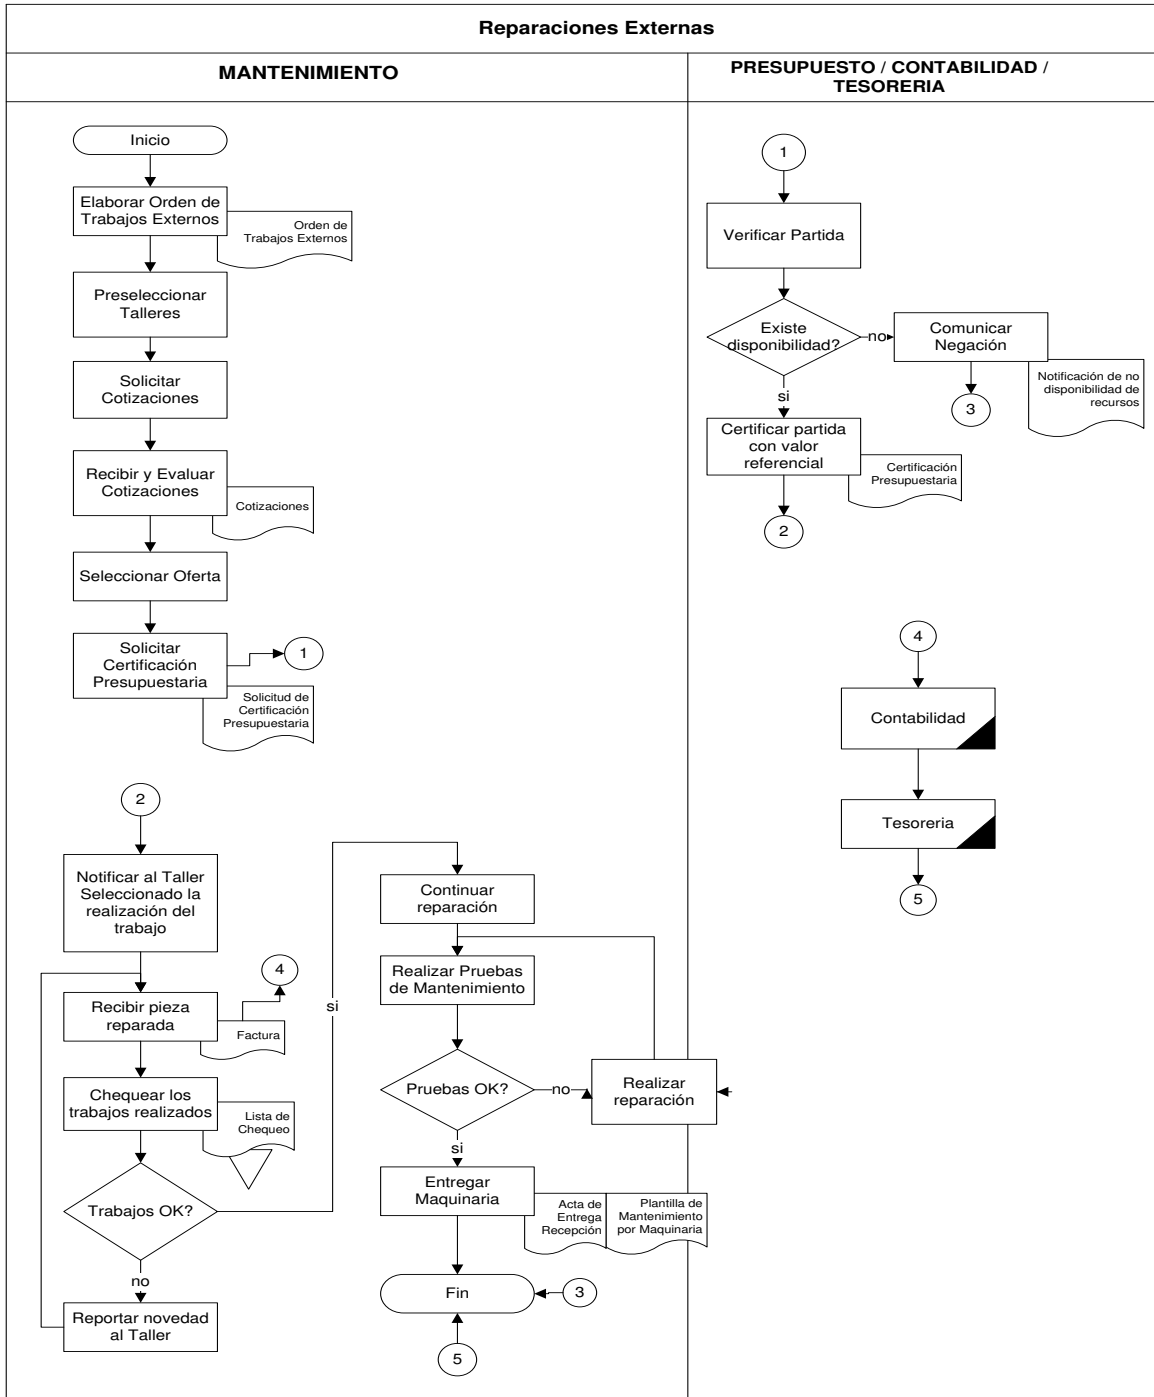 Reparaciones Externas
MANTENIMIENTO
PRESUPUESTO / CONTABILIDAD /
TESORERIA
Inicio
Elaborar Orden de
Trabajos Externos
Orden de
Trabajos Externos
Preseleccionar
Talleres
Solicitar
Cotizaciones
Recibir y Evaluar
Cotizaciones
Cotizaciones
Seleccionar Oferta
Solicitar
Certificación
Presupuestaria
1
Solicitud de
Certificación
Presupuestaria
2
Notificar al Taller
Seleccionado la
realización del
trabajo
4
Recibir pieza
reparada
Factura
Chequear los
trabajos realizados
Lista de
Chequeo
Trabajos OK?
si
no
Reportar novedad
al Taller
Continuar
reparación
Realizar Pruebas
de Mantenimiento
Pruebas OK?
no
Realizar
reparación
si
Entregar
Maquinaria
Acta de
Entrega
Recepción
Plantilla de
Mantenimiento
por Maquinaria
Fin
3
5
1
Verificar Partida
Existe
disponibilidad?
no
Comunicar
Negación
Notificación de no
disponibilidad de
recursos
3
si
Certificar partida
con valor
referencial
Certificación
Presupuestaria
2
4
Contabilidad
Tesoreria
5